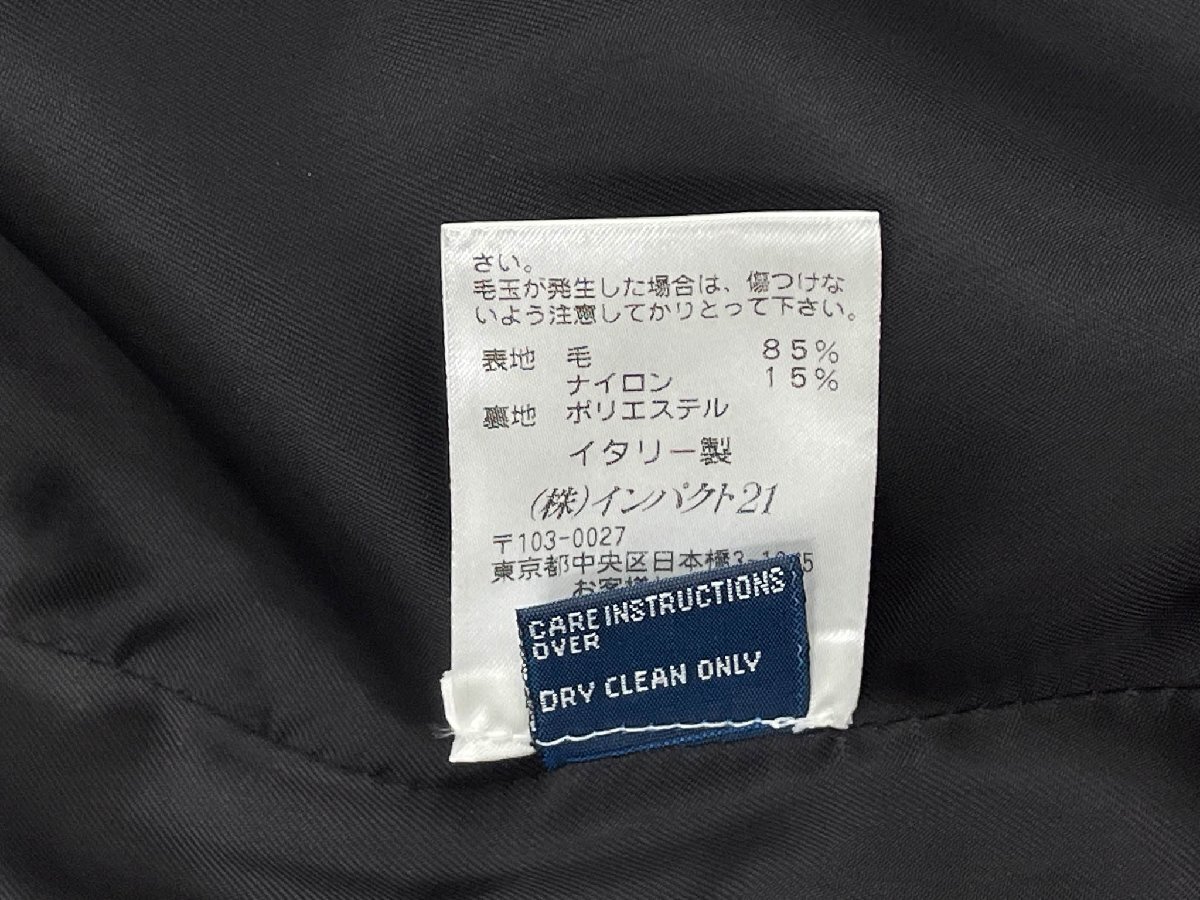 さい。
毛玉が発生した場合は、傷つけな
いよう注意してかりとって下さい。
表地 毛 85%
ナイロン 15%
裏地 ポリエステル
イタリー製
(株)インパクト21
〒103-0027
東京都中央区日本橋3-
CARE INSTRUCTIONS
OVER
DRY CLEAN ONLY